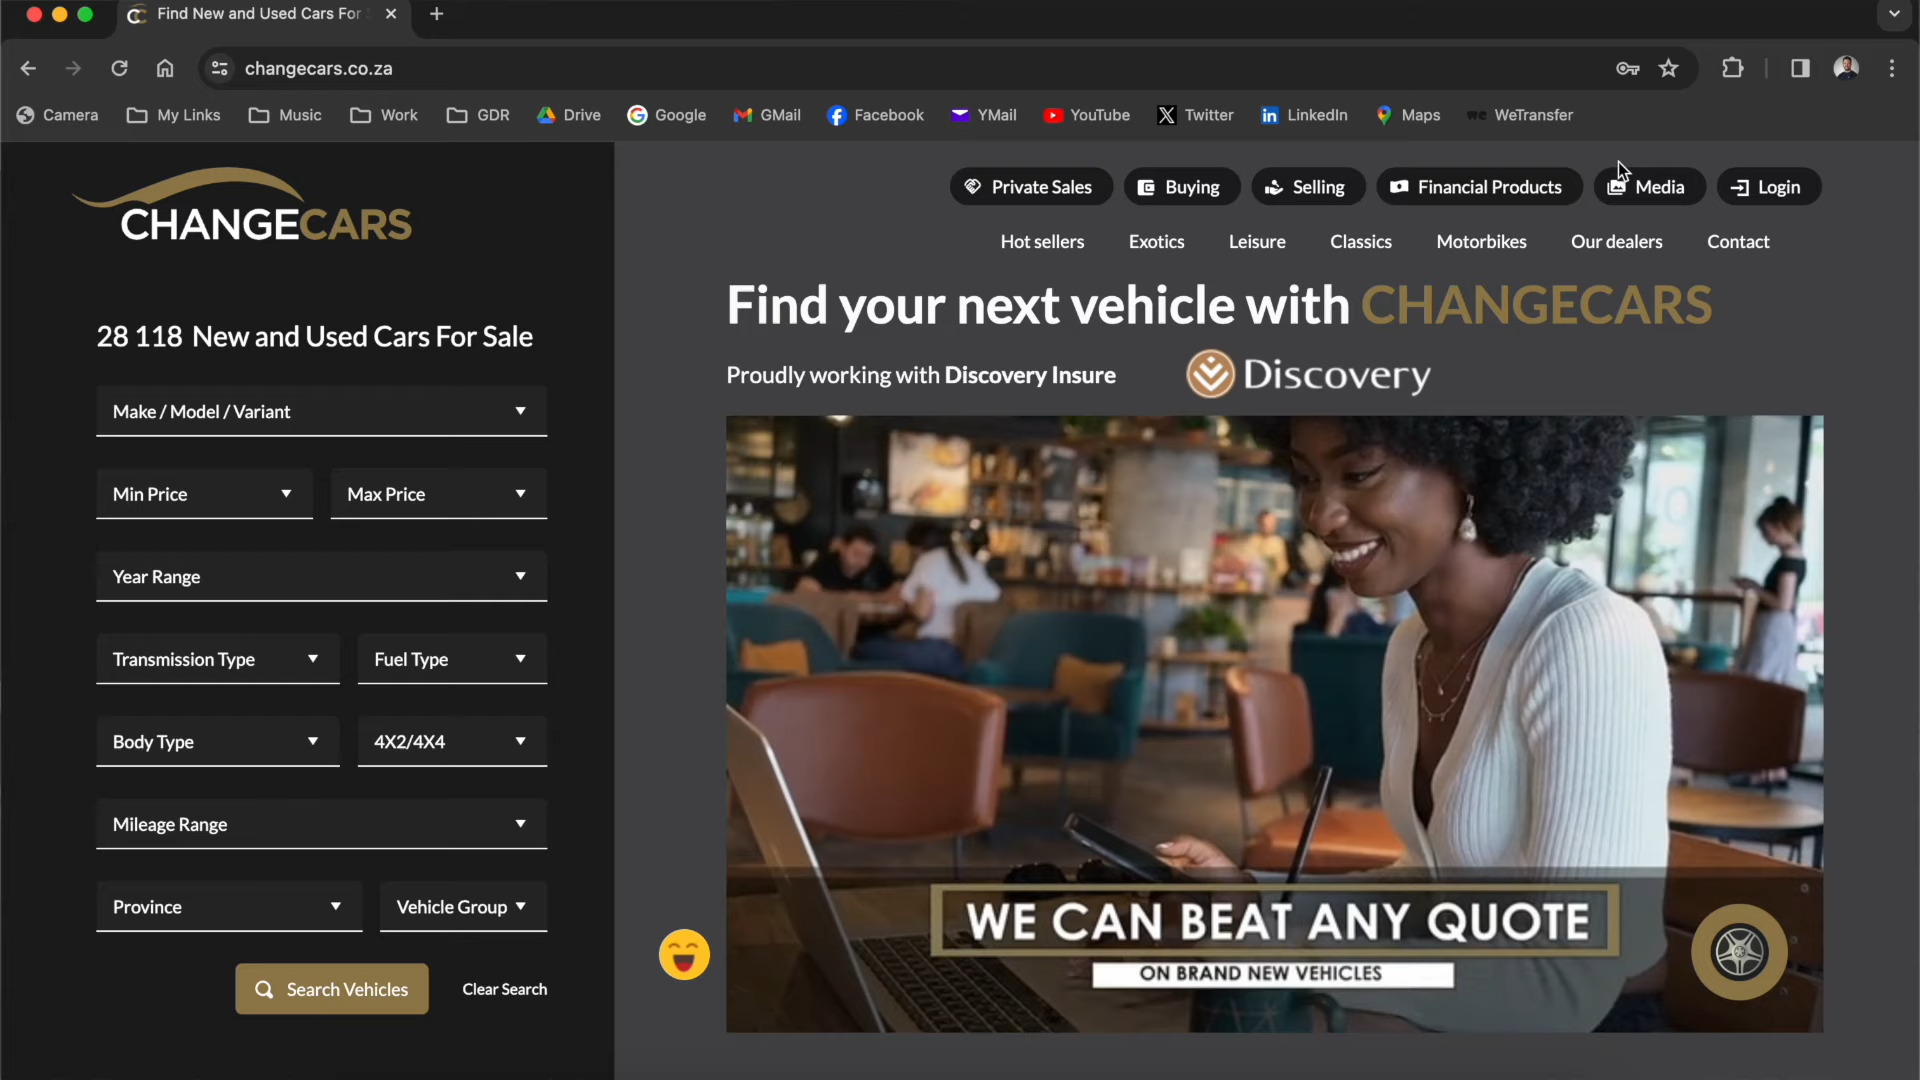 Find New and Used Cars For
changecars.co.za
Camera
My Links
Music
Work
GDR
Drive
Google
GMail
Facebook
YMail
YouTube
Twitter
LinkedIn
Maps
we WeTransfer
CHANGECARS
Private Sales
Buying
Selling
Financial Products
Media
Login
Hot sellers
Exotics
Leisure
Classics
Motorbikes
Our dealers
Contact
Find your next vehicle with CHANGECARS
Proudly working with Discovery Insure
Discovery
28 118 New and Used Cars For Sale
Make / Model / Variant
Min Price
Max Price
Year Range
Transmission Type
Fuel Type
Body Type
4X2/4X4
Mileage Range
Province
Vehicle Group
Search Vehicles
Clear Search
WE CAN BEAT ANY QUOTE
ON BRAND NEW VEHICLES